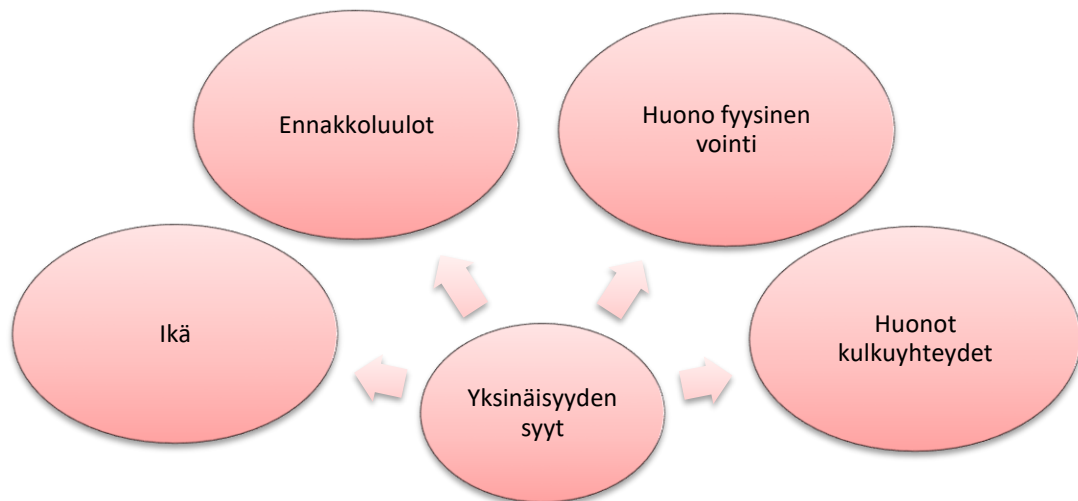 Ennakkoluulot
Huono fyysinen
vointi
Ikä
Huonot
kulkuyhteydet
Yksinäisyyden
syyt